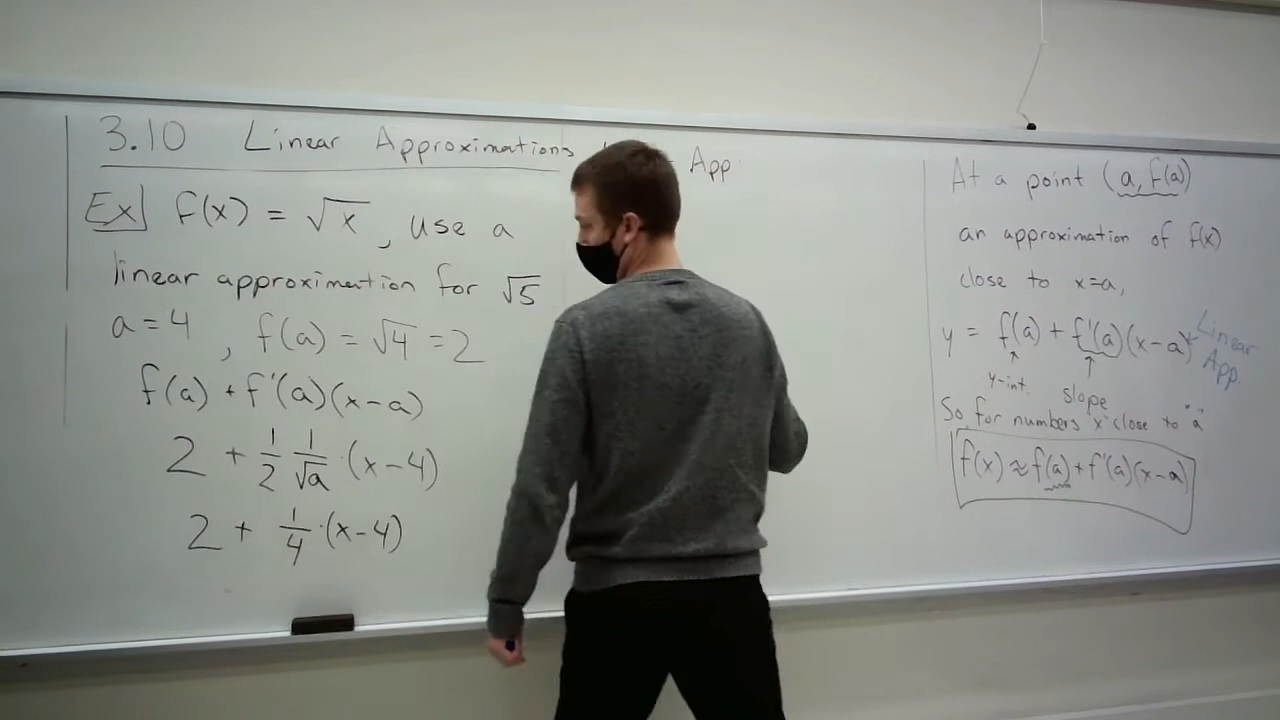 3.10 Linear Approximations App
Ex f(x) = √x, use a
linear approximation for √5
a = 4, f(a) = √4 = 2
f(a) + f'(a)(x-a)
2 + 1/2 1/√a · (x-4)
2 + 1/4 · (x-4)
At a point (a, f(a))
an approximation of f(x)
close to x=a,
y = f(a) + f'(a)(x-a)
Linear
App.
y-int. slope
So, for numbers "x" close to "a"
f(x) ≈ f(a) + f'(a)(x-a)